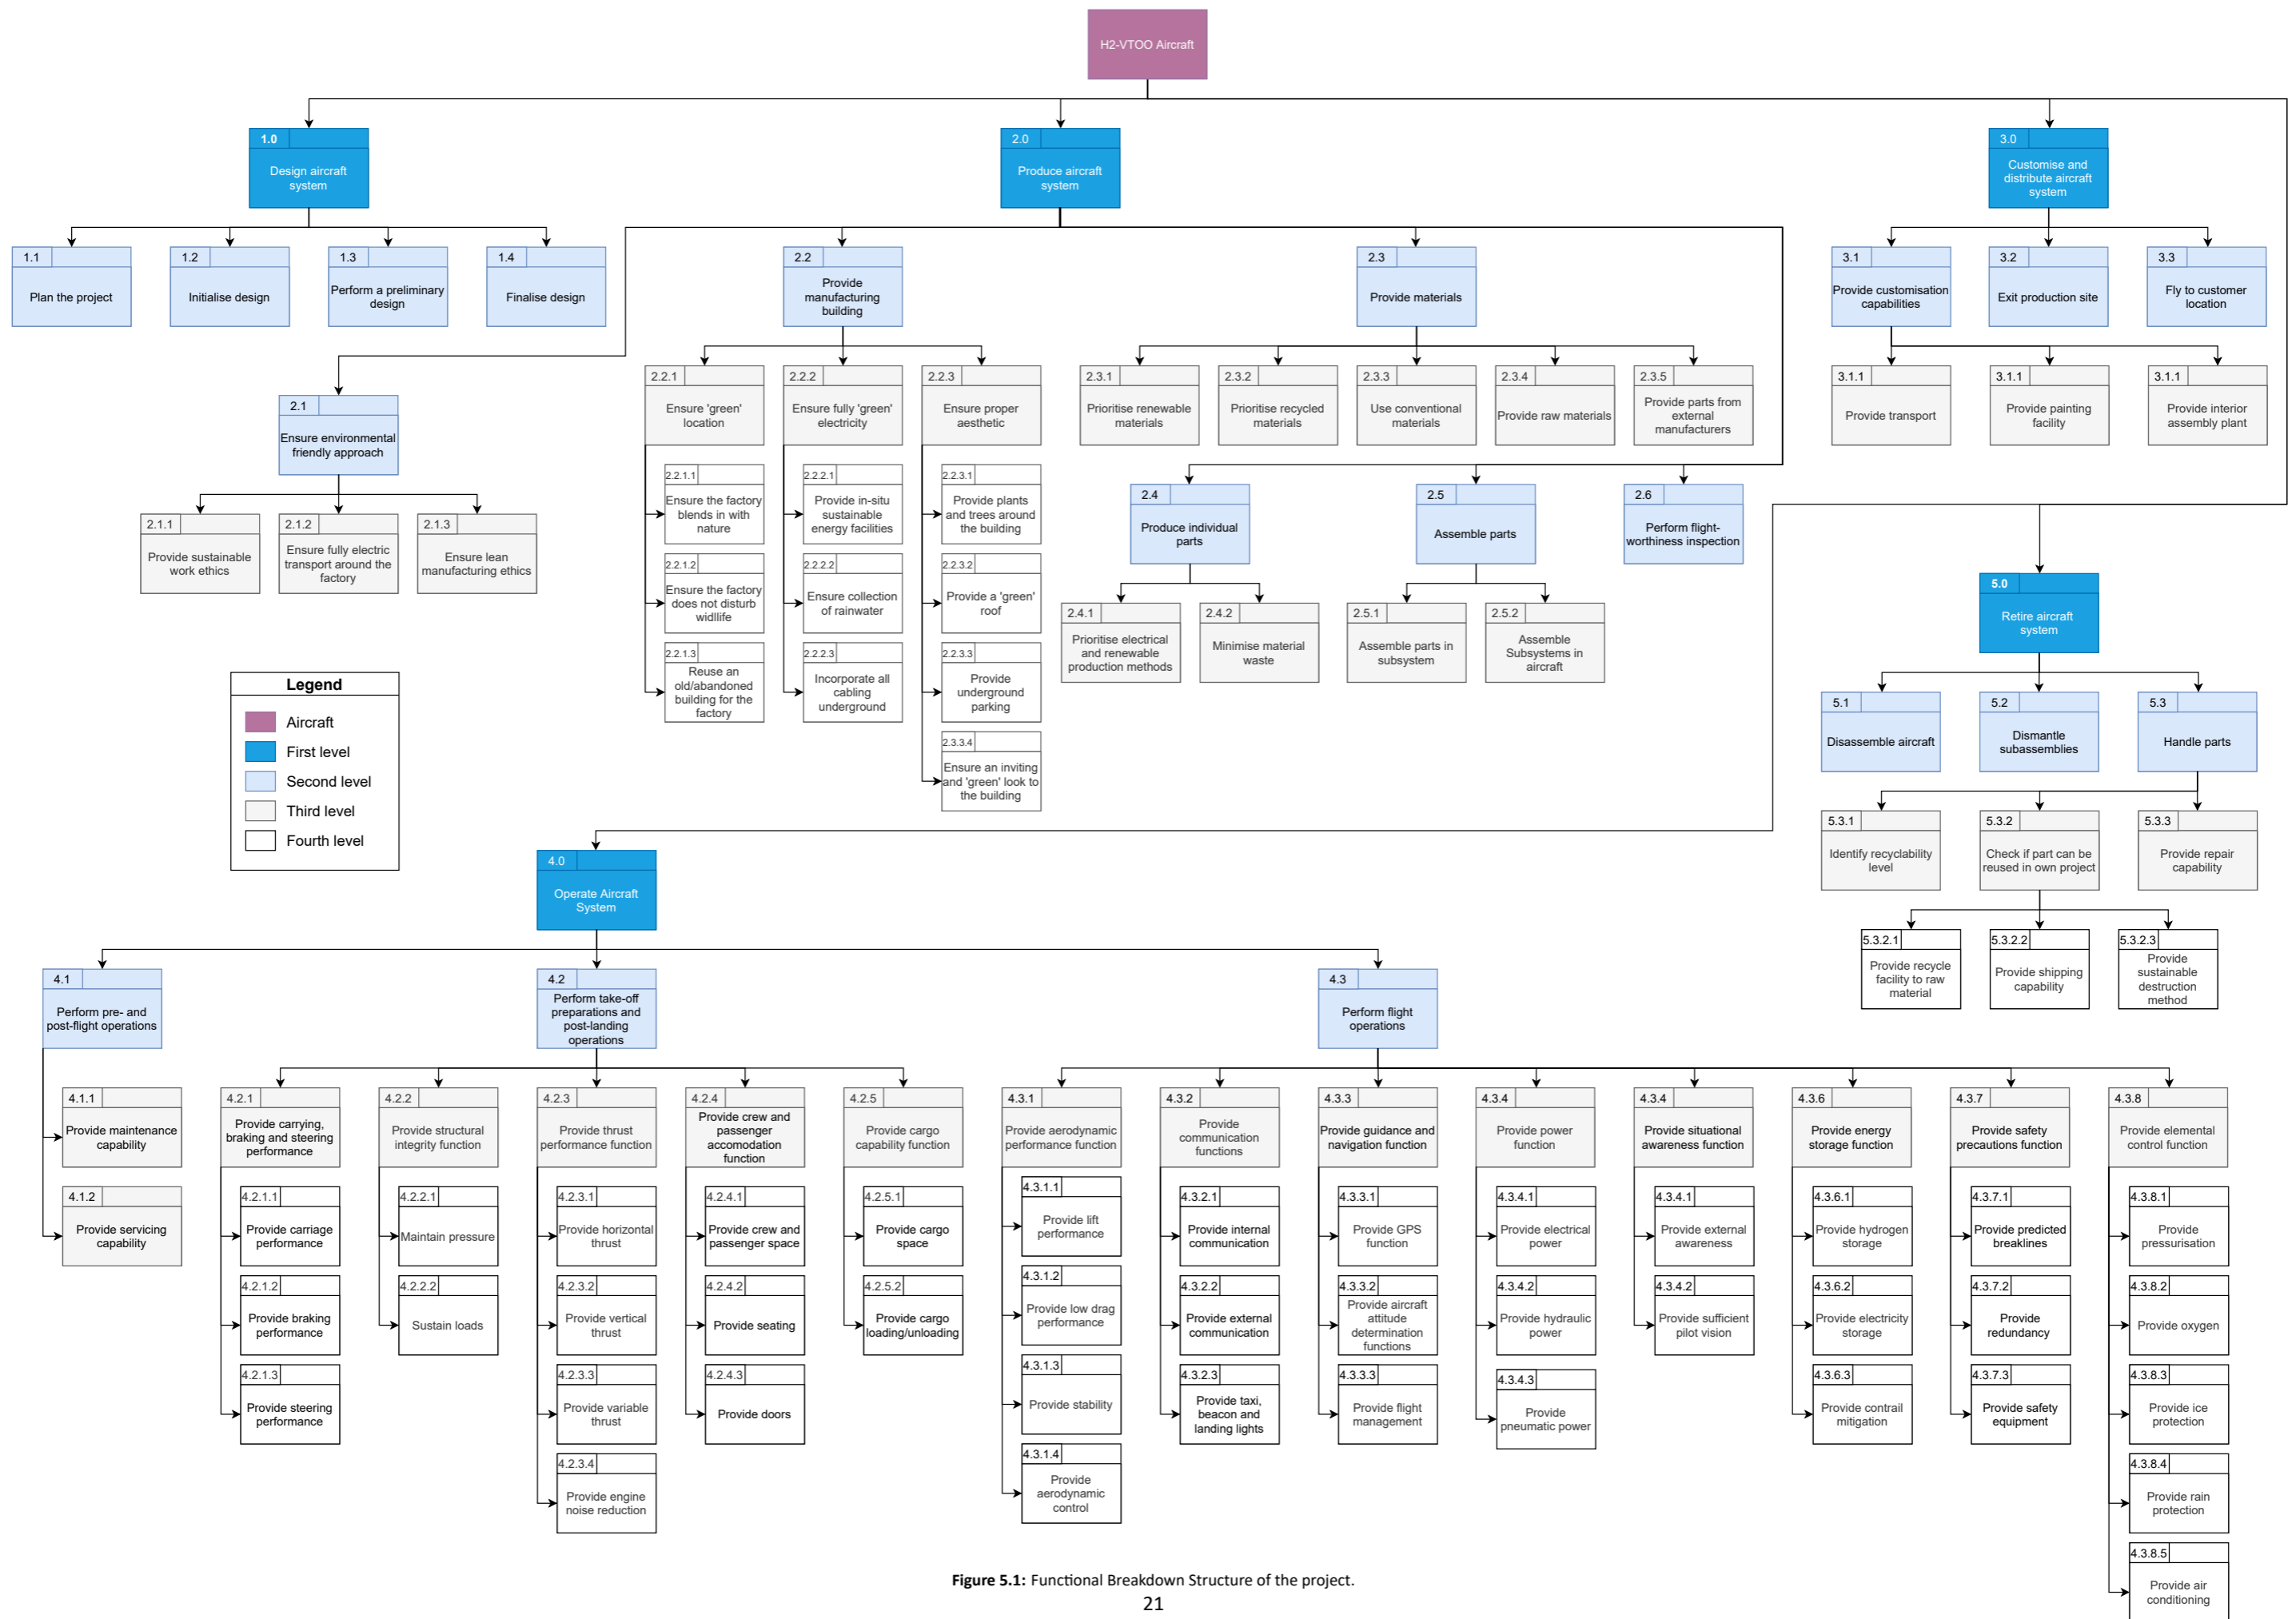 H2-VTOO Aircraft
1.0
Design aircraft
system
2.0
Produce aircraft
system
3.0
Customise and
distribute aircraft
system
1.1
Plan the project
1.2
Initialise design
1.3
Perform a preliminary
design
1.4
Finalise design
2.2
Provide
manufacturing
building
2.3
Provide materials
3.1
Provide customisation
capabilities
3.2
Exit production site
3.3
Fly to customer
location
2.1
Ensure environmental
friendly approach
2.1.1
Provide sustainable
work ethics
2.1.2
Ensure fully electric
transport around the
factory
2.1.3
Ensure lean
manufacturing ethics
2.2.1
Ensure 'green'
location
2.2.2
Ensure fully 'green'
electricity
2.2.3
Ensure proper
aesthetic
2.3.1
Prioritise renewable
materials
2.3.2
Prioritise recycled
materials
2.3.3
Use conventional
materials
2.3.4
Provide raw materials
2.3.5
Provide parts from
external
manufacturers
3.1.1
Provide transport
3.1.1
Provide painting
facility
3.1.1
Provide interior
assembly plant
2.2.1.1
Ensure the factory
blends in with
nature
2.2.1.2
Ensure the factory
does not disturb
widllife
2.2.1.3
Reuse an
old/abandoned
building for the
factory
2.2.2.1
Provide in-situ
sustainable
energy facilities
2.2.2.2
Ensure collection
of rainwater
2.2.2.3
Incorporate all
cabling
underground
2.2.3.1
Provide plants
and trees around
the building
2.2.3.2
Provide a 'green'
roof
2.2.3.3
Provide
underground
parking
2.3.3.4
Ensure an inviting
and 'green' look to
the building
2.4
Produce individual
parts
2.5
Assemble parts
2.6
Perform flight-
worthiness inspection
2.4.1
Prioritise electrical
and renewable
production methods
2.4.2
Minimise material
waste
2.5.1
Assemble parts in
subsystem
2.5.2
Assemble
Subsystems in
aircraft
Legend
Aircraft
First level
Second level
Third level
Fourth level
5.0
Retire aircraft
system
5.1
Disassemble aircraft
5.2
Dismantle
subassemblies
5.3
Handle parts
5.3.1
Identify recyclability
level
5.3.2
Check if part can be
reused in own project
5.3.3
Provide repair
capability
5.3.2.1
Provide recycle
facility to raw
material
5.3.2.2
Provide shipping
capability
5.3.2.3
Provide
sustainable
destruction
method
4.0
Operate Aircraft
System
4.1
Perform pre- and
post-flight operations
4.2
Perform take-off
preparations and
post-landing
operations
4.3
Perform flight
operations
4.1.1
Provide maintenance
capability
4.1.2
Provide servicing
capability
4.2.1
Provide carrying,
braking and steering
performance
4.2.1.1
Provide carriage
performance
4.2.1.2
Provide braking
performance
4.2.1.3
Provide steering
performance
4.2.2
Provide structural
integrity function
4.2.2.1
Maintain pressure
4.2.2.2
Sustain loads
4.2.3
Provide thrust
performance function
4.2.3.1
Provide horizontal
thrust
4.2.3.2
Provide vertical
thrust
4.2.3.3
Provide variable
thrust
4.2.3.4
Provide engine
noise reduction
4.2.4
Provide crew and
passenger
accomodation
function
4.2.4.1
Provide crew and
passenger space
4.2.4.2
Provide seating
4.2.4.3
Provide doors
4.2.5
Provide cargo
capability function
4.2.5.1
Provide cargo
space
4.2.5.2
Provide cargo
loading/unloading
4.3.1
Provide aerodynamic
performance function
4.3.1.1
Provide lift
performance
4.3.1.2
Provide low drag
performance
4.3.1.3
Provide stability
4.3.1.4
Provide
aerodynamic
control
4.3.2
Provide
communication
functions
4.3.2.1
Provide internal
communication
4.3.2.2
Provide external
communication
4.3.2.3
Provide taxi,
beacon and
landing lights
4.3.3
Provide guidance and
navigation function
4.3.3.1
Provide GPS
function
4.3.3.2
Provide aircraft
attitude
determination
functions
4.3.3.3
Provide flight
management
4.3.4
Provide power
function
4.3.4.1
Provide electrical
power
4.3.4.2
Provide hydraulic
power
4.3.4.3
Provide
pneumatic power
4.3.4
Provide situational
awareness function
4.3.4.1
Provide external
awareness
4.3.4.2
Provide sufficient
pilot vision
4.3.6
Provide energy
storage function
4.3.6.1
Provide hydrogen
storage
4.3.6.2
Provide electricity
storage
4.3.6.3
Provide contrail
mitigation
4.3.7
Provide safety
precautions function
4.3.7.1
Provide predicted
breaklines
4.3.7.2
Provide
redundancy
4.3.7.3
Provide safety
equipment
4.3.8
Provide elemental
control function
4.3.8.1
Provide
pressurisation
4.3.8.2
Provide oxygen
4.3.8.3
Provide ice
protection
4.3.8.4
Provide rain
protection
4.3.8.5
Provide air
conditioning
Figure 5.1: Functional Breakdown Structure of the project.
21